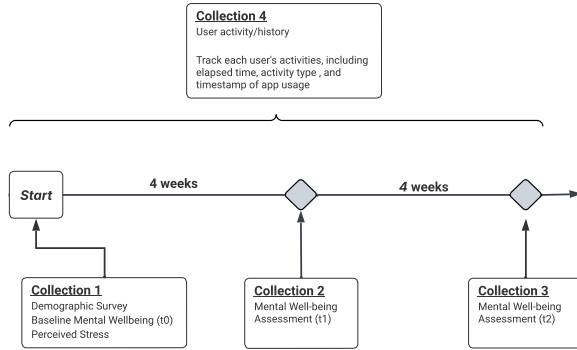 Collection 4
User activity/history
Track each user's activities, including
elapsed time, activity type , and
timestamp of app usage
Start
4 weeks
4 weeks
Collection 1
Demographic Survey
Baseline Mental Wellbeing (t0)
Perceived Stress
Collection 2
Mental Well-being
Assessment (t1)
Collection 3
Mental Well-being
Assessment (t2)